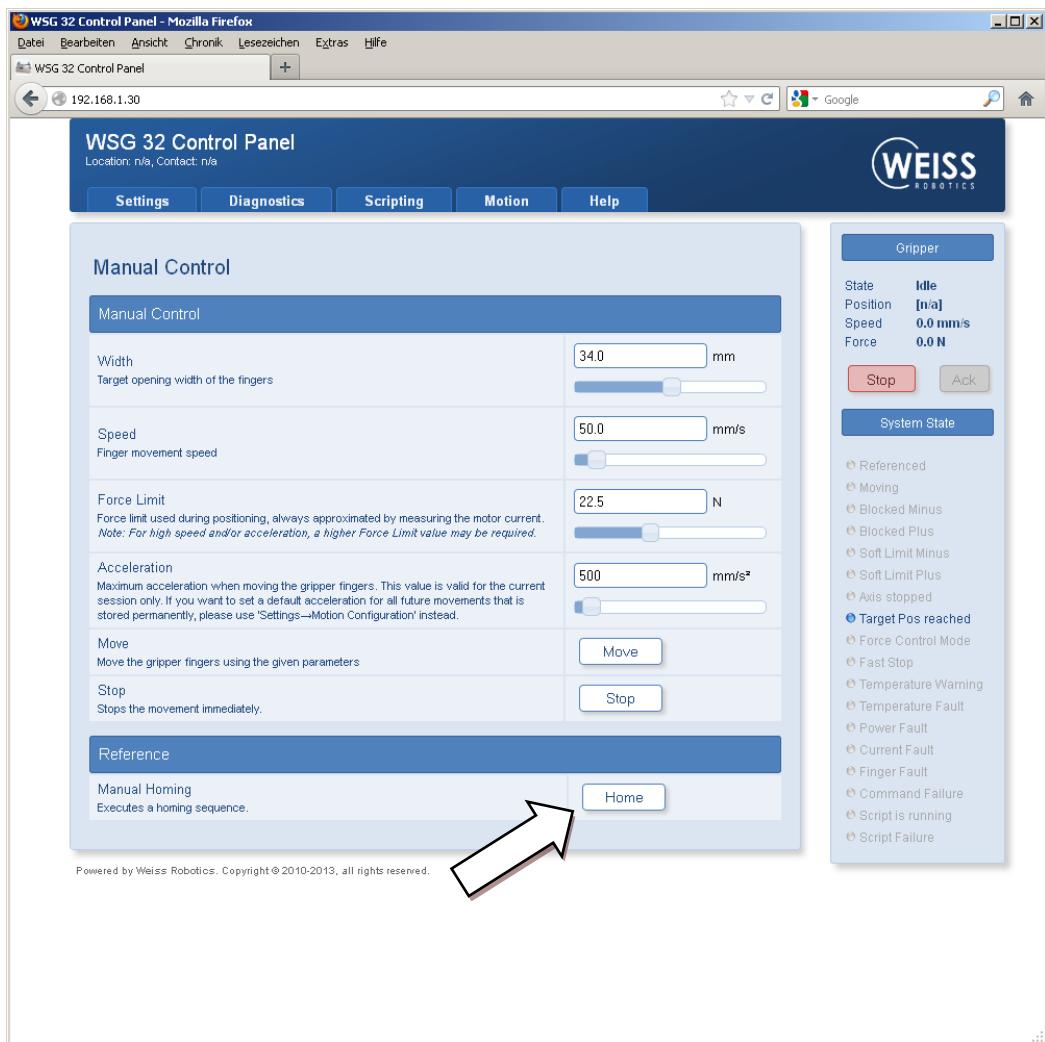 WSG 32 Control Panel - Mozilla Firefox
Datei Bearbeiten Ansicht Chronik Lesezeichen Extras Hilfe
WSG 32 Control Panel
192.168.1.30
Google
WSG 32 Control Panel
Location: n/a, Contact: n/a
WEISS
ROBOTICS
Settings Diagnostics Scripting Motion Help
Manual Control
Manual Control
Width
Target opening width of the fingers
34.0 mm
Speed
Finger movement speed
50.0 mm/s
Force Limit
Force limit used during positioning, always approximated by measuring the motor current.
Note: For high speed and/or acceleration, a higher Force Limit value may be required.
22.5 N
Acceleration
Maximum acceleration when moving the gripper fingers. This value is valid for the current
session only. If you want to set a default acceleration for all future movements that is
stored permanently, please use 'Settings→Motion Configuration' instead.
500 mm/s²
Move
Move the gripper fingers using the given parameters
Move
Stop
Stops the movement immediately.
Stop
Reference
Manual Homing
Executes a homing sequence.
Home
Powered by Weiss Robotics. Copyright © 2010-2013, all rights reserved.
Gripper
State Idle
Position [n/a]
Speed 0.0 mm/s
Force 0.0 N
Stop Ack
System State
Referenced
Moving
Blocked Minus
Blocked Plus
Soft Limit Minus
Soft Limit Plus
Axis stopped
Target Pos reached
Force Control Mode
Fast Stop
Temperature Warning
Temperature Fault
Power Fault
Current Fault
Finger Fault
Command Failure
Script is running
Script Failure